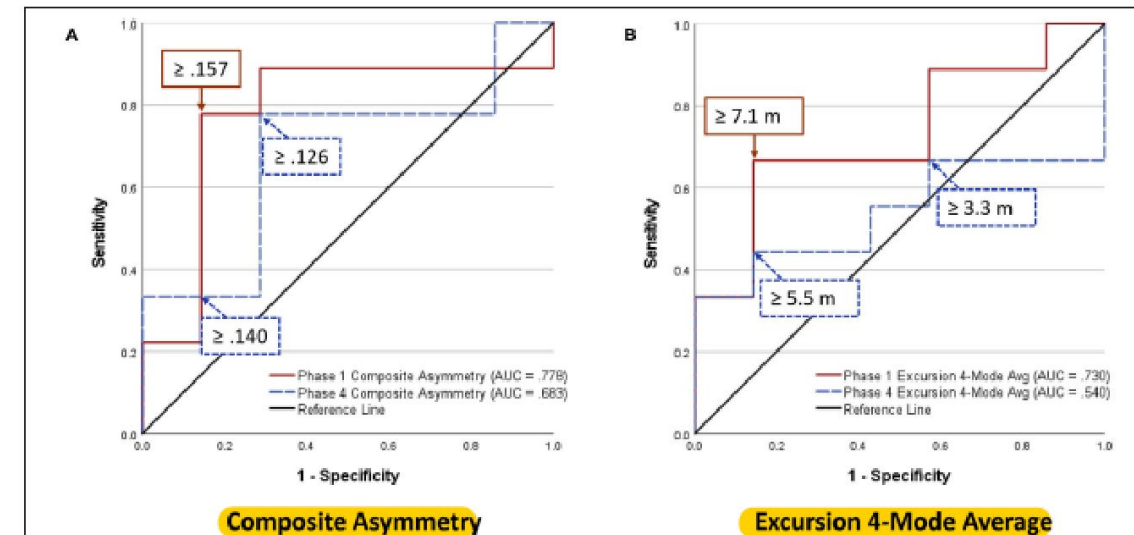 A
1.0
0.8
0.6
0.4
0.2
0.0
Sensitivity
≥ .157
≥ .126
≥ .140
Phase 1 Composite Asymmetry (AUC = .778)
Phase 4 Composite Asymmetry (AUC = .683)
Reference Line
0.0 0.2 0.4 0.6 0.8 1.0
1 - Specificity
Composite Asymmetry
B
1.0
0.8
0.6
0.4
0.2
0.0
Sensitivity
≥ 7.1 m
≥ 3.3 m
≥ 5.5 m
Phase 1 Excursion 4-Mode Avg (AUC = .730)
Phase 4 Excursion 4-Mode Avg (AUC = .540)
Reference Line
0.0 0.2 0.4 0.6 0.8 1.0
1 - Specificity
Excursion 4-Mode Average